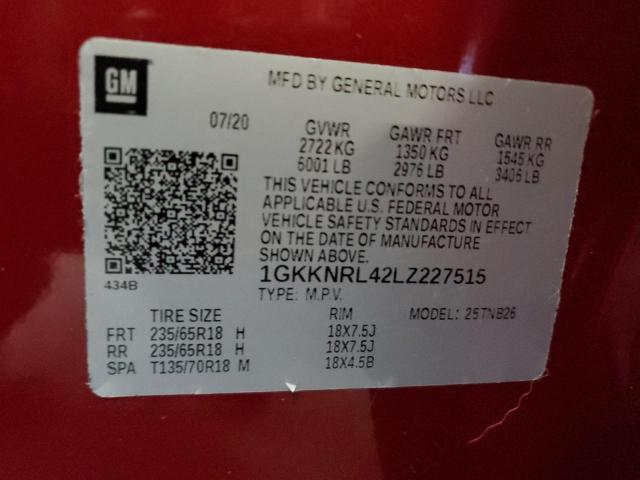 GM
MFD BY GENERAL MOTORS LLC
07/20 GVWR GAWR FRT GAWR RR
2722 KG 1350 KG 1545 KG
6001 LB 2976 LB 3406 LB
THIS VEHICLE CONFORMS TO ALL
APPLICABLE U.S. FEDERAL MOTOR
VEHICLE SAFETY STANDARDS IN EFFECT
ON THE DATE OF MANUFACTURE
SHOWN ABOVE.
1GKKNRL42LZ227515
434B
TYPE: M.P.V.
TIRE SIZE RIM MODEL: 25TNB26
FRT 235/65R18 H 18X7.5J
RR 235/65R18 H 18X7.5J
SPA T135/70R18 M 18X4.5B